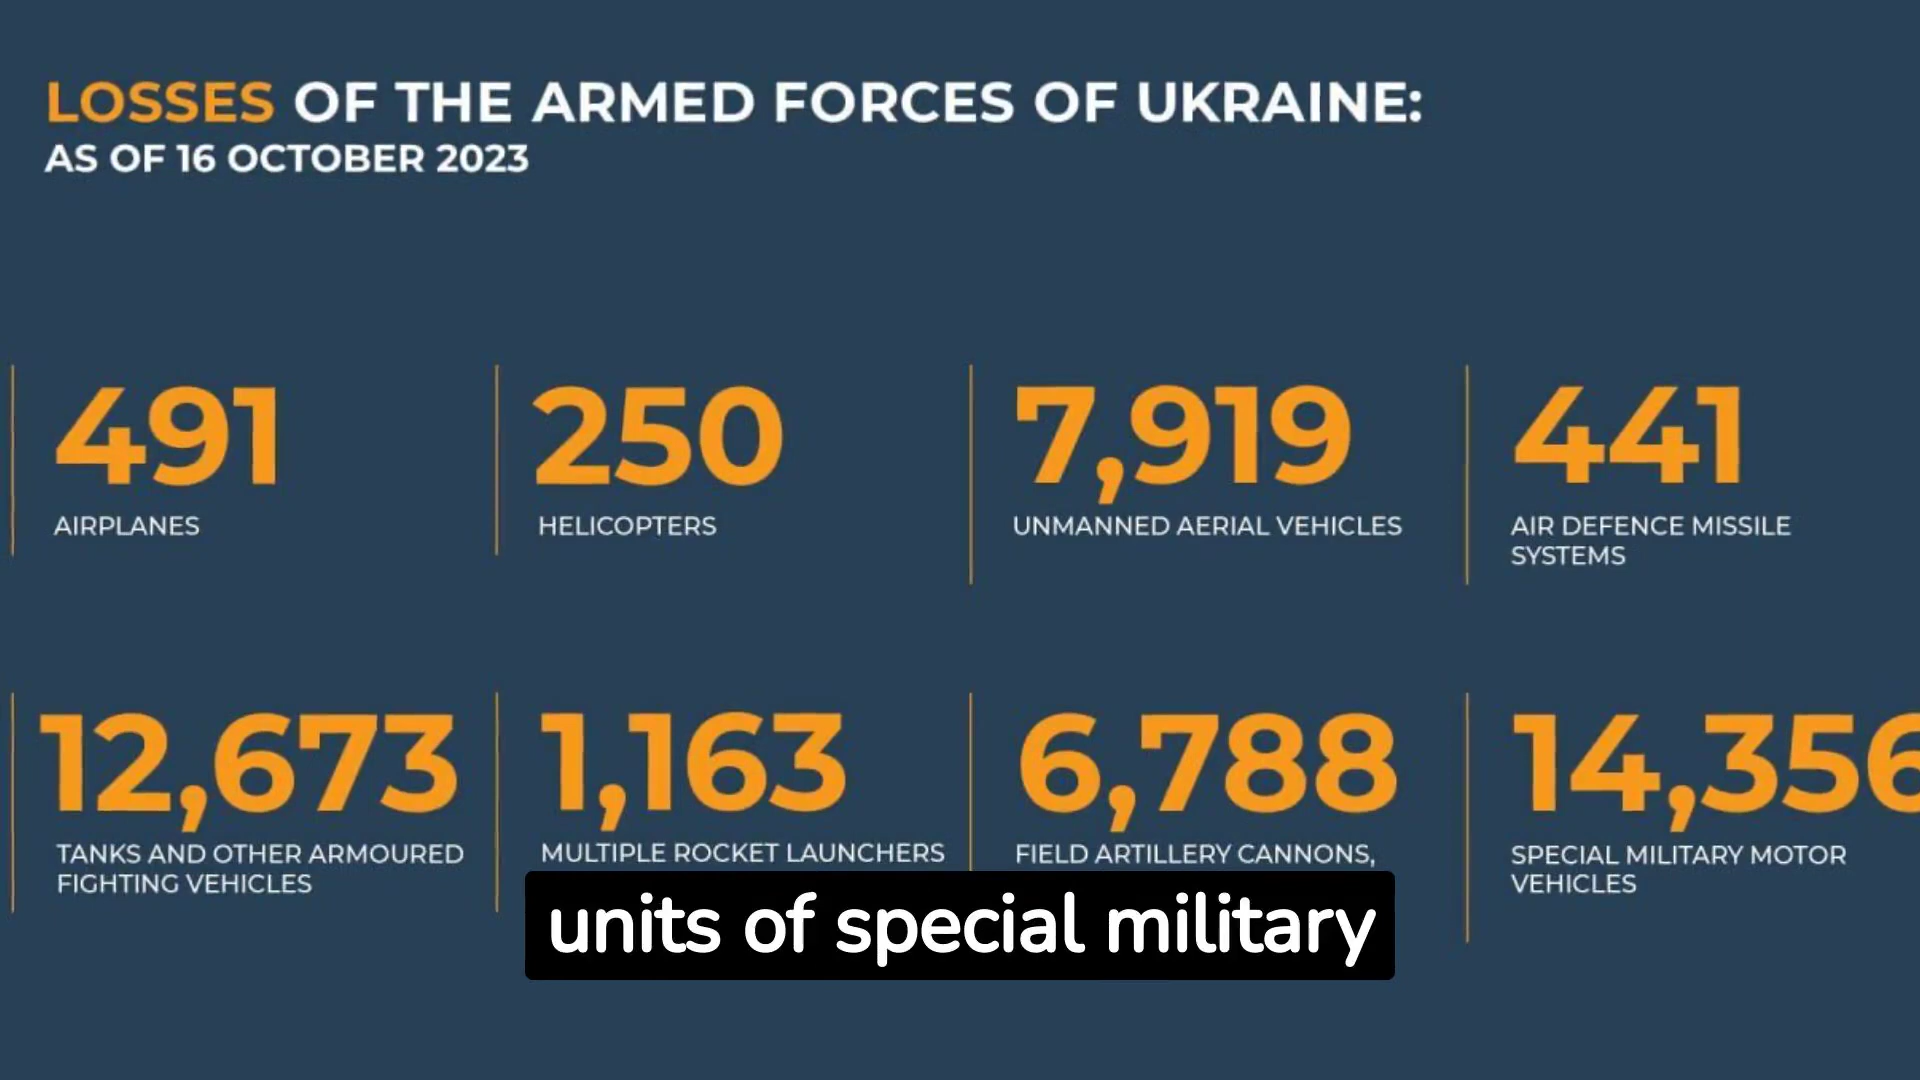 LOSSES OF THE ARMED FORCES OF UKRAINE:
AS OF 16 OCTOBER 2023
491
AIRPLANES
250
HELICOPTERS
7,919
UNMANNED AERIAL VEHICLES
441
AIR DEFENCE MISSILE
SYSTEMS
12,673
TANKS AND OTHER ARMOURED
FIGHTING VEHICLES
1,163
MULTIPLE ROCKET LAUNCHERS
6,788
FIELD ARTILLERY CANNONS,
14,356
SPECIAL MILITARY MOTOR
VEHICLES
units of special military